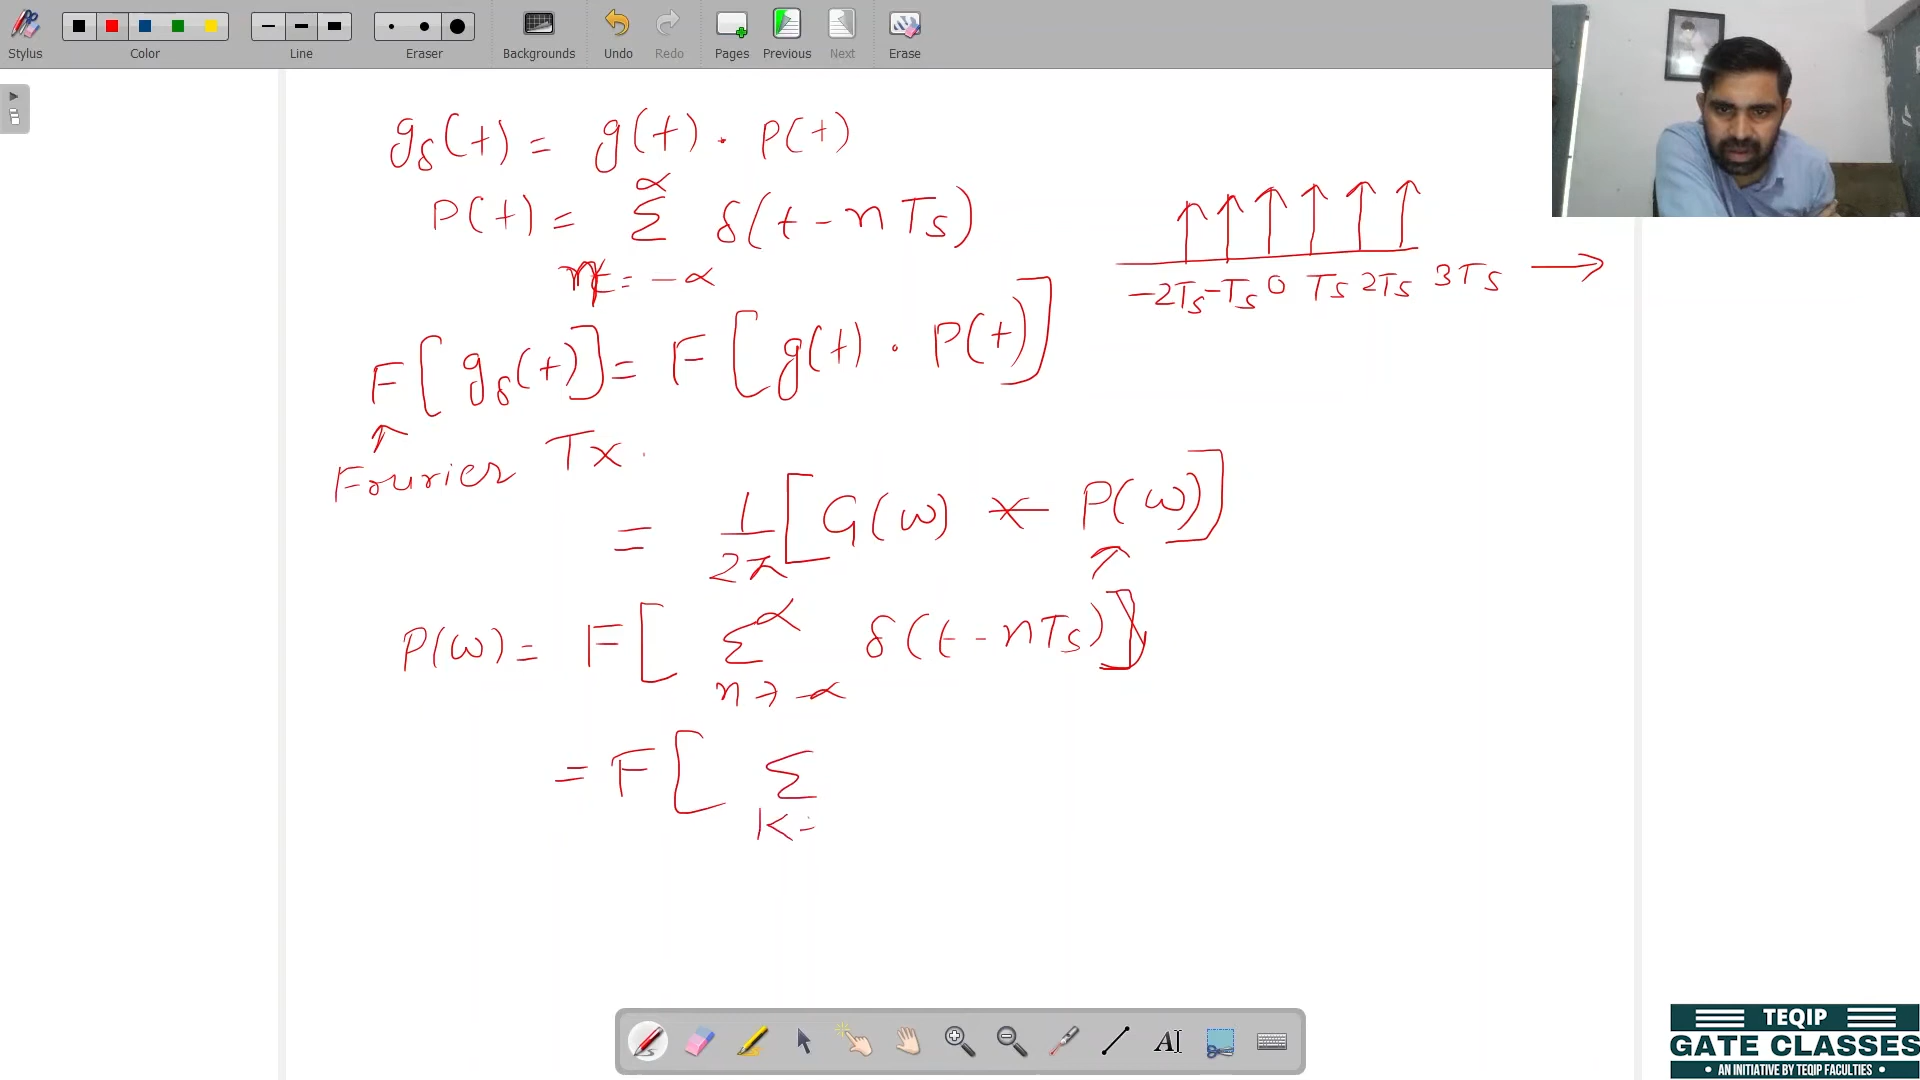 Stylus Color Line Eraser Backgrounds Undo Redo Pages Previous Next Erase
gδ(t) = g(t) · P(t)
α
P(t) = Σ δ(t - nTs)
n = -α
-2Ts -Ts 0 Ts 2Ts 3Ts →
F[gδ(t)] = F[g(t) · P(t)]
↑
Fourier Tx.
= 1/2π [G(ω) * P(ω)]
↑
α
P(ω) = F[Σ δ(t - nTs)]
n → -α
= F[Σ
K=
TEQIP
GATE CLASSES
• AN INITIATIVE BY TEQIP FACULTIES •